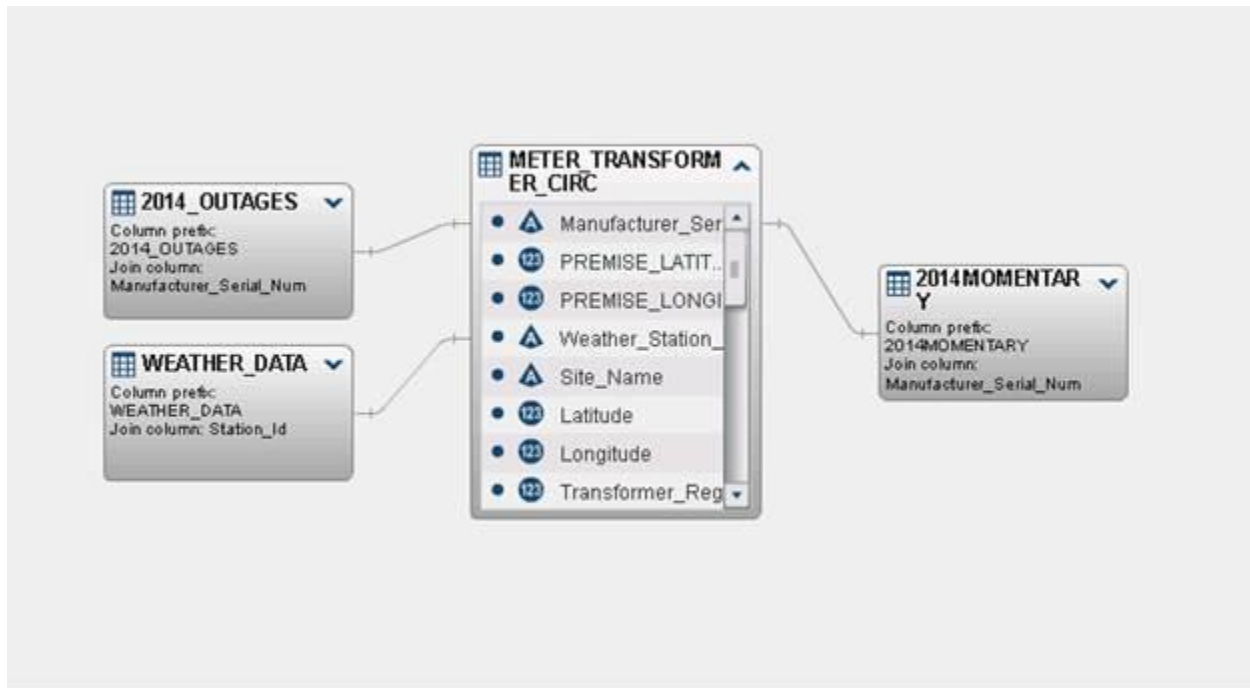 2014_OUTAGES
Column prefix:
2014_OUTAGES
Join column:
Manufacturer_Serial_Num
WEATHER_DATA
Column prefix:
WEATHER_DATA
Join column: Station_Id
METER_TRANSFORM
ER_CIRC
Manufacturer_Ser
PREMISE_LATIT...
PREMISE_LONGI
Weather_Station_
Site_Name
Latitude
Longitude
Transformer_Reg
2014MOMENTAR
Y
Column prefix:
2014MOMENTARY
Join column:
Manufacturer_Serial_Num